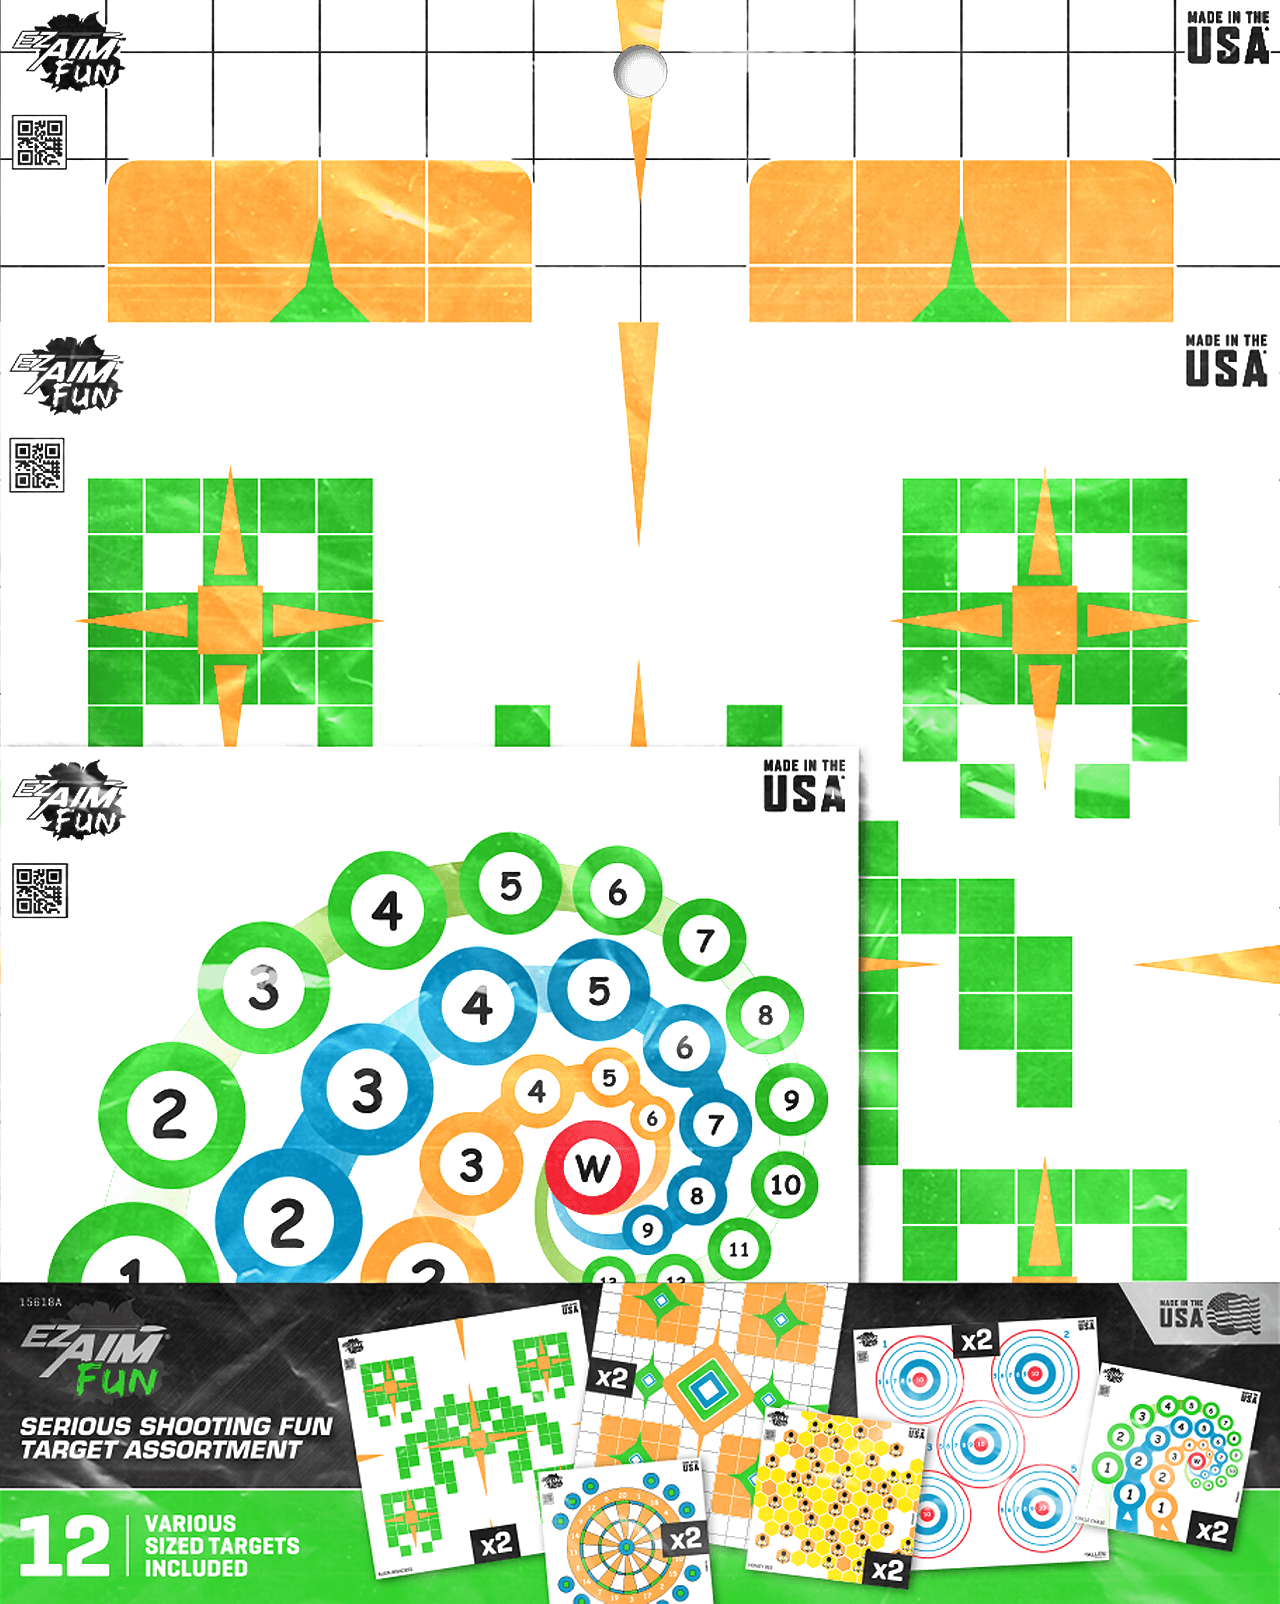 EZ AIM FUN
MADE IN THE
USA
EZ AIM FUN
MADE IN THE
USA
EZ AIM FUN
MADE IN THE
USA
4
5
6
7
3
8
4
5
6
2
3
9
4
5
6
7
3
W
2
8
10
9
11
1
2
12
15618A
EZ AIM
FUN
SERIOUS SHOOTING FUN
TARGET ASSORTMENT
12
VARIOUS
SIZED TARGETS
INCLUDED
MADE IN THE
USA
x2
x2
x2
x2
x2
x2